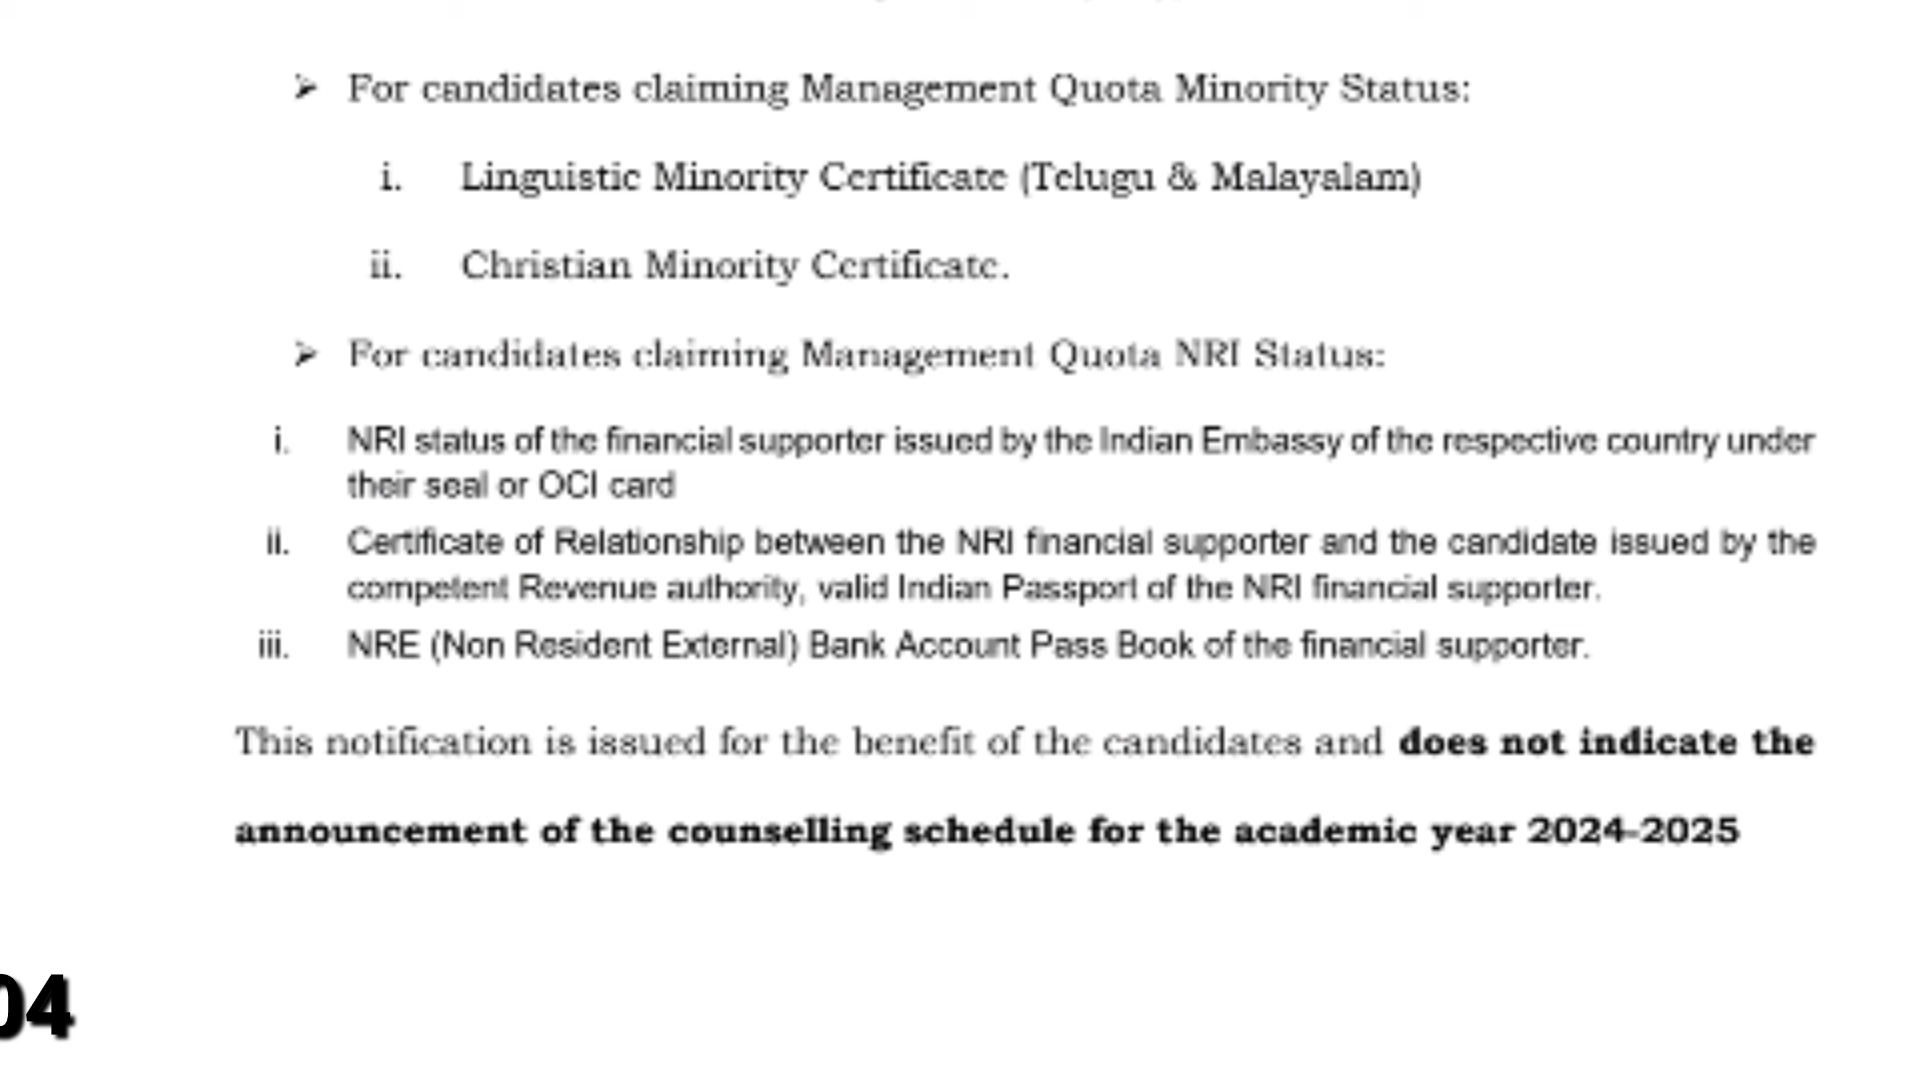 ➢ For candidates claiming Management Quota Minority Status:
i. Linguistic Minority Certificate (Telugu & Malayalam)
ii. Christian Minority Certificate.
➢ For candidates claiming Management Quota NRI Status:
i. NRI status of the financial supporter issued by the Indian Embassy of the respective country under
their seal or OCI card
ii. Certificate of Relationship between the NRI financial supporter and the candidate issued by the
competent Revenue authority, valid Indian Passport of the NRI financial supporter.
iii. NRE (Non Resident External) Bank Account Pass Book of the financial supporter.
This notification is issued for the benefit of the candidates and does not indicate the
announcement of the counselling schedule for the academic year 2024-2025
04